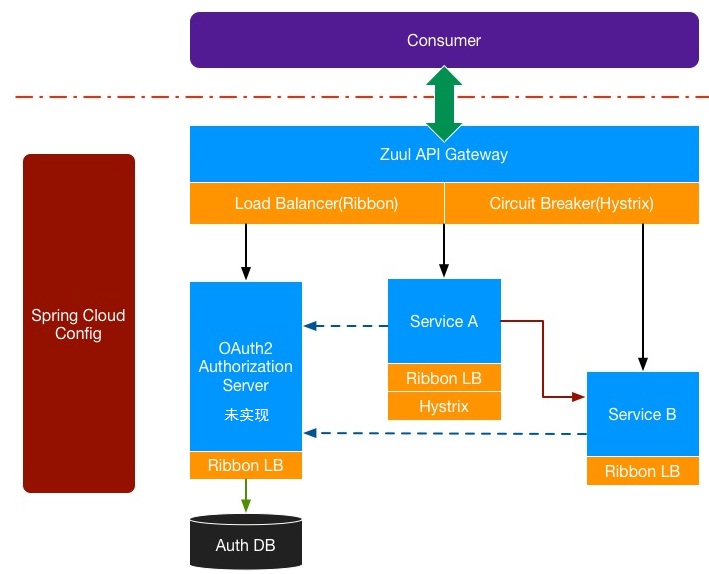 Consumer
Zuul API Gateway
Load Balancer(Ribbon)
Circuit Breaker(Hystrix)
Spring Cloud
Config
OAuth2
Authorization
Server
未实现
Ribbon LB
Service A
Ribbon LB
Hystrix
Service B
Ribbon LB
Auth DB